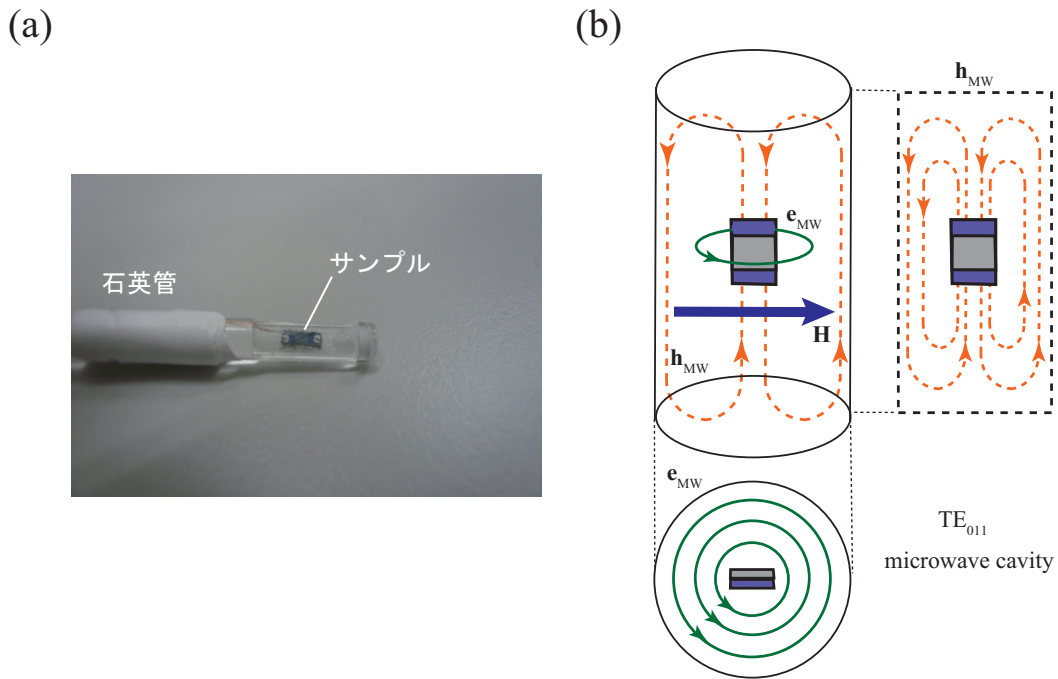 (a)
石英管
サンプル
(b)
h_MW
e_MW
H
h_MW
e_MW
TE_011
microwave cavity